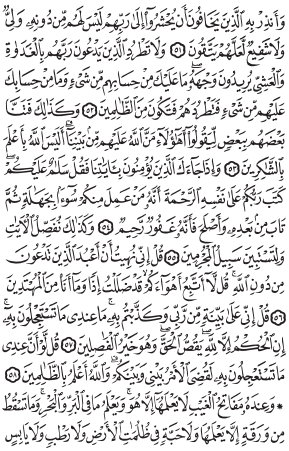 وَأَنذِرْ بِهِ ٱلَّذِينَ يَخَافُونَ أَن يُحْشَرُوٓا۟ إِلَىٰ رَبِّهِمْ لَيْسَ لَهُم مِّن دُونِهِۦ وَلِىٌّ
وَلَا شَفِيعٌ لَّعَلَّهُمْ يَتَّقُونَ ٥١ وَلَا تَطْرُدِ ٱلَّذِينَ يَدْعُونَ رَبَّهُم بِٱلْغَدَوٰةِ
وَٱلْعَشِىِّ يُرِيدُونَ وَجْهَهُۥ مَا عَلَيْكَ مِنْ حِسَابِهِم مِّن شَىْءٍ وَمَا مِنْ حِسَابِكَ
عَلَيْهِم مِّن شَىْءٍ فَتَطْرُدَهُمْ فَتَكُونَ مِنَ ٱلظَّٰلِمِينَ ٥٢ وَكَذَٰلِكَ فَتَنَّا
بَعْضَهُم بِبَعْضٍ لِّيَقُولُوٓا۟ أَهَٰٓؤُلَآءِ مَنَّ ٱللَّهُ عَلَيْهِم مِّنۢ بَيْنِنَآ أَلَيْسَ ٱللَّهُ بِأَعْلَمَ
بِٱلشَّٰكِرِينَ ٥٣ وَإِذَا جَآءَكَ ٱلَّذِينَ يُؤْمِنُونَ بِـَٔايَٰتِنَا فَقُلْ سَلَٰمٌ عَلَيْكُمْ
كَتَبَ رَبُّكُمْ عَلَىٰ نَفْسِهِ ٱلرَّحْمَةَ أَنَّهُۥ مَنْ عَمِلَ مِنكُمْ سُوٓءًۢا بِجَهَٰلَةٍ ثُمَّ
تَابَ مِنۢ بَعْدِهِۦ وَأَصْلَحَ فَأَنَّهُۥ غَفُورٌ رَّحِيمٌ ٥٤ وَكَذَٰلِكَ نُفَصِّلُ ٱلْءَايَٰتِ
وَلِتَسْتَبِينَ سَبِيلُ ٱلْمُجْرِمِينَ ٥٥ قُلْ إِنِّى نُهِيتُ أَنْ أَعْبُدَ ٱلَّذِينَ تَدْعُونَ
مِن دُونِ ٱللَّهِ قُل لَّآ أَتَّبِعُ أَهْوَآءَكُمْ قَدْ ضَلَلْتُ إِذًا وَمَآ أَنَا۠ مِنَ ٱلْمُهْتَدِينَ
٥٦ قُلْ إِنِّى عَلَىٰ بَيِّنَةٍ مِّن رَّبِّى وَكَذَّبْتُم بِهِۦ مَا عِندِى مَا تَسْتَعْجِلُونَ بِهِۦٓ
إِنِ ٱلْحُكْمُ إِلَّا لِلَّهِ يَقُصُّ ٱلْحَقَّ وَهُوَ خَيْرُ ٱلْفَٰصِلِينَ ٥٧ قُل لَّوْ أَنَّ عِندِى
مَا تَسْتَعْجِلُونَ بِهِۦ لَقُضِىَ ٱلْأَمْرُ بَيْنِى وَبَيْنَكُمْ وَٱللَّهُ أَعْلَمُ بِٱلظَّٰلِمِينَ ٥٨
۞ وَعِندَهُۥ مَفَاتِحُ ٱلْغَيْبِ لَا يَعْلَمُهَآ إِلَّا هُوَ وَيَعْلَمُ مَا فِى ٱلْبَرِّ وَٱلْبَحْرِ وَمَا تَسْقُطُ
مِن وَرَقَةٍ إِلَّا يَعْلَمُهَا وَلَا حَبَّةٍ فِى ظُلُمَٰتِ ٱلْأَرْضِ وَلَا رَطْبٍ وَلَا يَابِسٍ